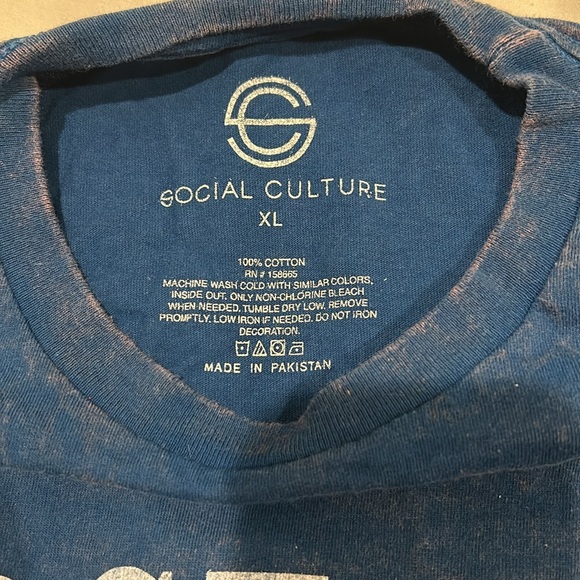 SOCIAL CULTURE
XL
100% COTTON
RN # 158665
MACHINE WASH COLD WITH SIMILAR COLORS,
INSIDE OUT. ONLY NON-CHLORINE BLEACH
WHEN NEEDED. TUMBLE DRY LOW. REMOVE
PROMPTLY. LOW IRON IF NEEDED. DO NOT IRON
DECORATION.
MADE IN PAKISTAN